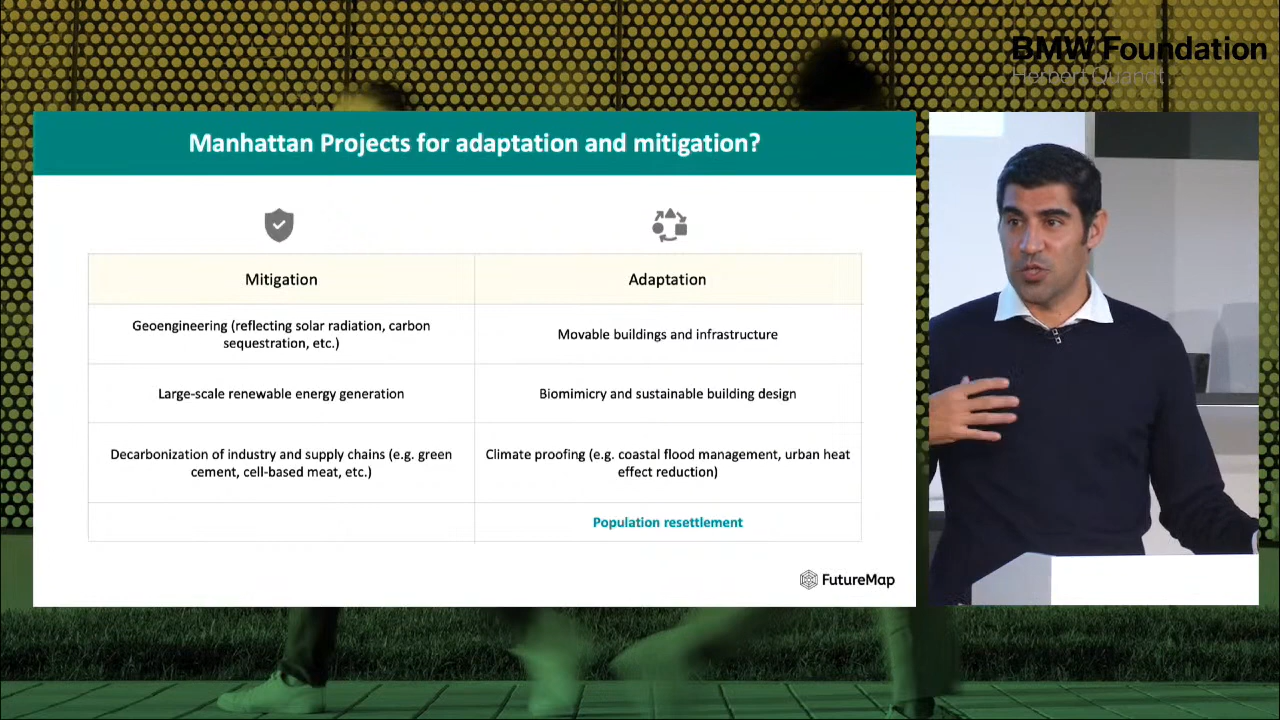 BMW Foundation
Herbert Quandt
Manhattan Projects for adaptation and mitigation?
Mitigation
Adaptation
Geoengineering (reflecting solar radiation, carbon
sequestration, etc.)
Movable buildings and infrastructure
Large-scale renewable energy generation
Biomimicry and sustainable building design
Decarbonization of industry and supply chains (e.g. green
cement, cell-based meat, etc.)
Climate proofing (e.g. coastal flood management, urban heat
effect reduction)
Population resettlement
FutureMap